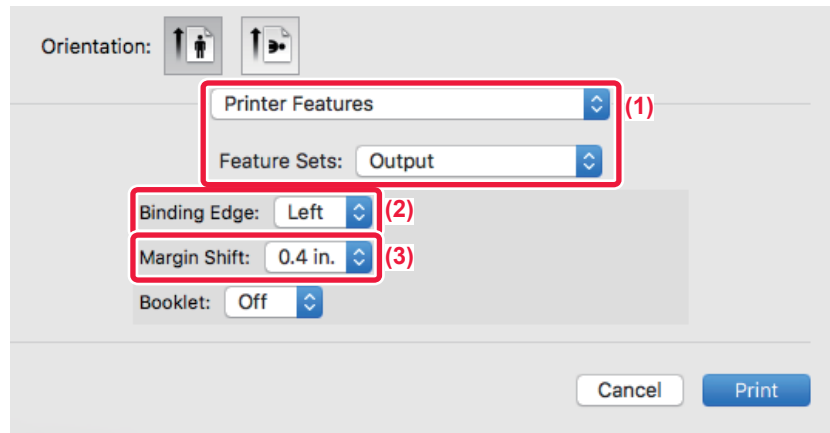 Orientation:
Printer Features (1)
Feature Sets: Output
Binding Edge: Left (2)
Margin Shift: 0.4 in. (3)
Booklet: Off
Cancel Print